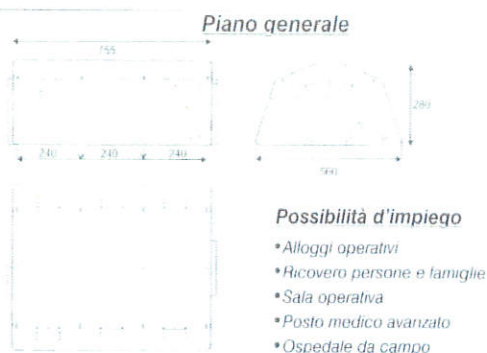 Piano generale
755
280
240 240 240
560
Possibilità d'impiego
•Alloggi operativi
•Ricovero persone e famiglie
•Sala operativa
•Posto medico avanzato
•Ospedale da campo